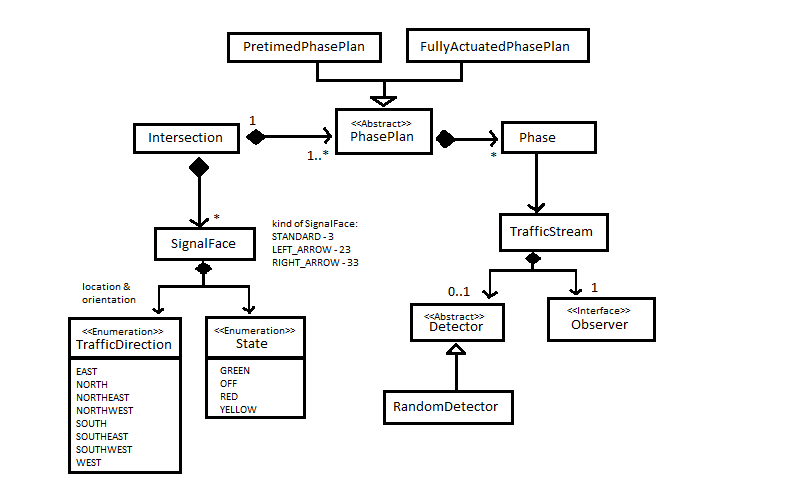 PretimedPhasePlan
FullyActuatedPhasePlan
<<Abstract>>
PhasePlan
Intersection
1
1..*
Phase
*
*
SignalFace
kind of SignalFace:
STANDARD - 3
LEFT_ARROW - 23
RIGHT_ARROW - 33
TrafficStream
location &
orientation
0..1
1
<<Enumeration>>
TrafficDirection
EAST
NORTH
NORTHEAST
NORTHWEST
SOUTH
SOUTHEAST
SOUTHWEST
WEST
<<Enumeration>>
State
GREEN
OFF
RED
YELLOW
<<Abstract>>
Detector
<<Interface>>
Observer
RandomDetector